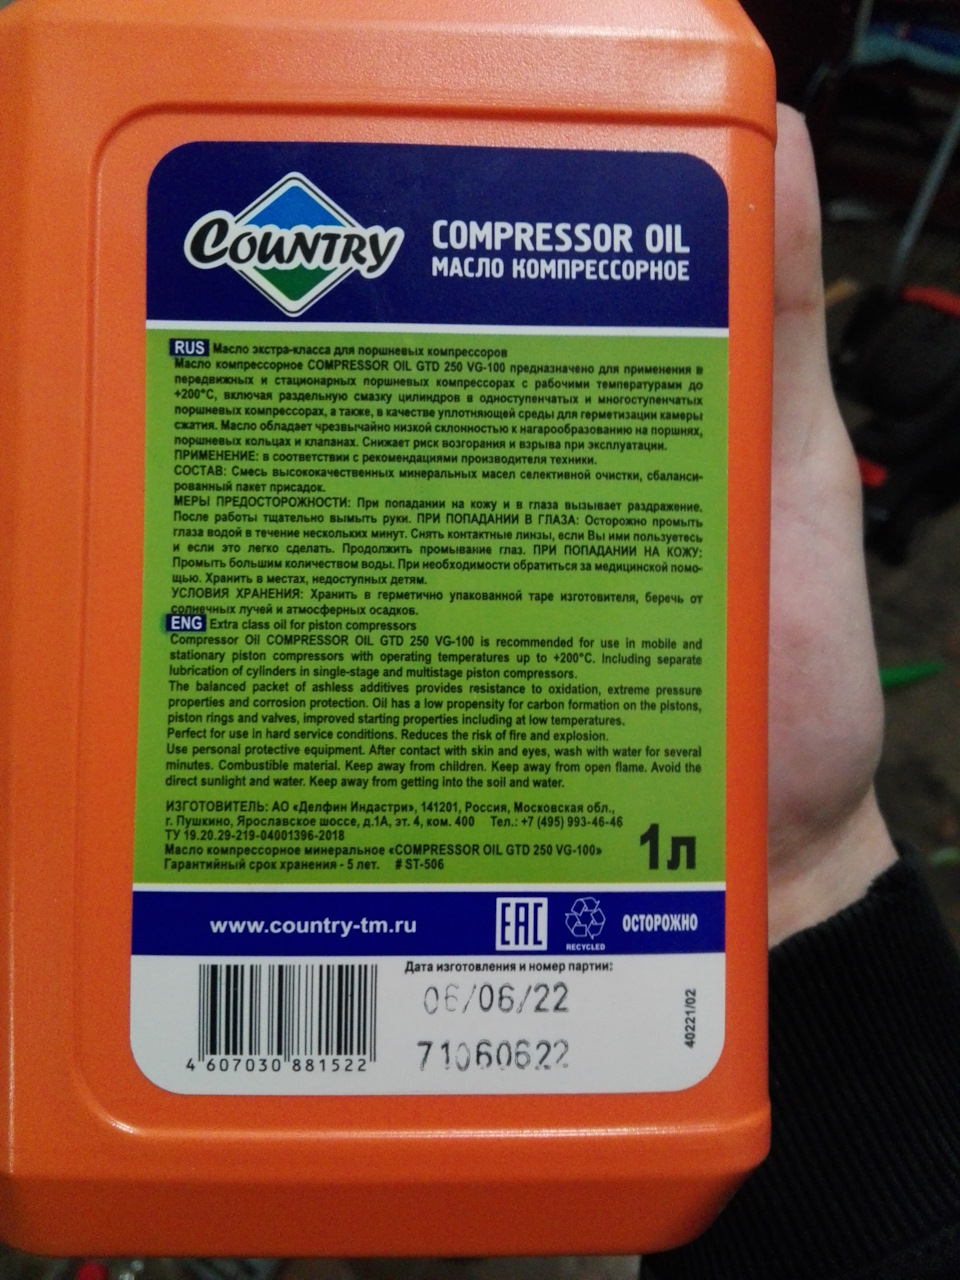 COUNTRY
COMPRESSOR OIL
МАСЛО КОМПРЕССОРНОЕ
RUS Масло экстра-класса для поршневых компрессоров
Масло компрессорное COMPRESSOR OIL GTD 250 VG-100 предназначено для применения в
передвижных и стационарных поршневых компрессорах с рабочими температурами до
+200°C, включая раздельную смазку цилиндров в одноступенчатых и многоступенчатых
поршневых компрессорах, а также, в качестве уплотняющей среды для герметизации камеры
сжатия. Масло обладает чрезвычайно низкой склонностью к нагарообразованию на поршнях,
поршневых кольцах и клапанах. Снижает риск возгорания и взрыва при эксплуатации.
ПРИМЕНЕНИЕ: в соответствии с рекомендациями производителя техники.
СОСТАВ: Смесь высококачественных минеральных масел селективной очистки, сбаланси-
рованный пакет присадок.
МЕРЫ ПРЕДОСТОРОЖНОСТИ: При попадании на кожу и в глаза вызывает раздражение.
После работы тщательно вымыть руки. ПРИ ПОПАДАНИИ В ГЛАЗА: Осторожно промыть
глаза водой в течение нескольких минут. Снять контактные линзы, если Вы ими пользуетесь
и если это легко сделать. Продолжить промывание глаз. ПРИ ПОПАДАНИИ НА КОЖУ:
Промыть большим количеством воды. При необходимости обратиться за медицинской помо-
щью. Хранить в местах, недоступных детям.
УСЛОВИЯ ХРАНЕНИЯ: Хранить в герметично упакованной таре изготовителя, беречь от
солнечных лучей и атмосферных осадков.
ENG Extra class oil for piston compressors
Compressor Oil COMPRESSOR OIL GTD 250 VG-100 is recommended for use in mobile and
stationary piston compressors with operating temperatures up to +200°C. Including separate
lubrication of cylinders in single-stage and multistage piston compressors.
The balanced packet of ashless additives provides resistance to oxidation, extreme pressure
properties and corrosion protection. Oil has a low propensity for carbon formation on the pistons,
piston rings and valves, improved starting properties including at low temperatures.
Perfect for use in hard service conditions. Reduces the risk of fire and explosion.
Use personal protective equipment. After contact with skin and eyes, wash with water for several
minutes. Combustible material. Keep away from children. Keep away from open flame. Avoid the
direct sunlight and water. Keep away from getting into the soil and water.
ИЗГОТОВИТЕЛЬ: АО «Делфин Индастри», 141201, Россия, Московская обл.,
г. Пушкино, Ярославское шоссе, д.1А, эт. 4, ком. 400 Тел.: +7 (495) 993-46-46
ТУ 19.20.29-219-04001396-2018
Масло компрессорное минеральное «COMPRESSOR OIL GTD 250 VG-100»
Гарантийный срок хранения - 5 лет. # ST-506
1л
www.country-tm.ru
EAC
RECYCLED
ОСТОРОЖНО
Дата изготовления и номер партии:
06/06/22
71060622
40221/02
4 607030 881522